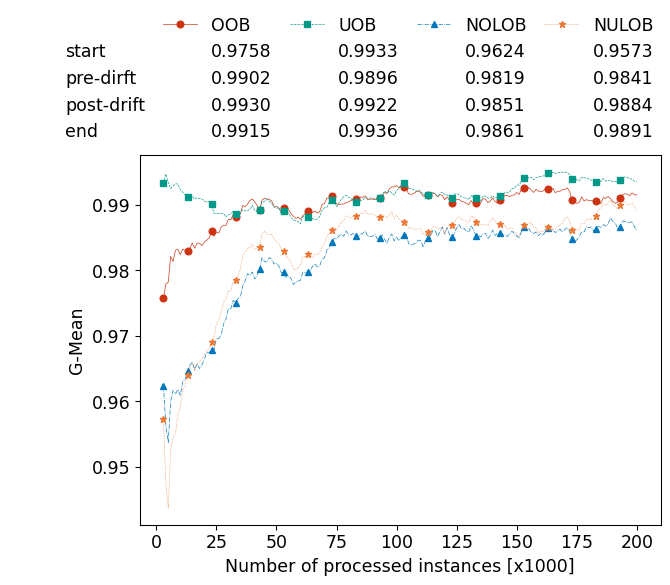 OOB UOB NOLOB NULOB
start 0.9758 0.9933 0.9624 0.9573
pre-dirft 0.9902 0.9896 0.9819 0.9841
post-drift 0.9930 0.9922 0.9851 0.9884
end 0.9915 0.9936 0.9861 0.9891
0.99
0.98
0.97
0.96
0.95
G-Mean
0 25 50 75 100 125 150 175 200
Number of processed instances [x1000]